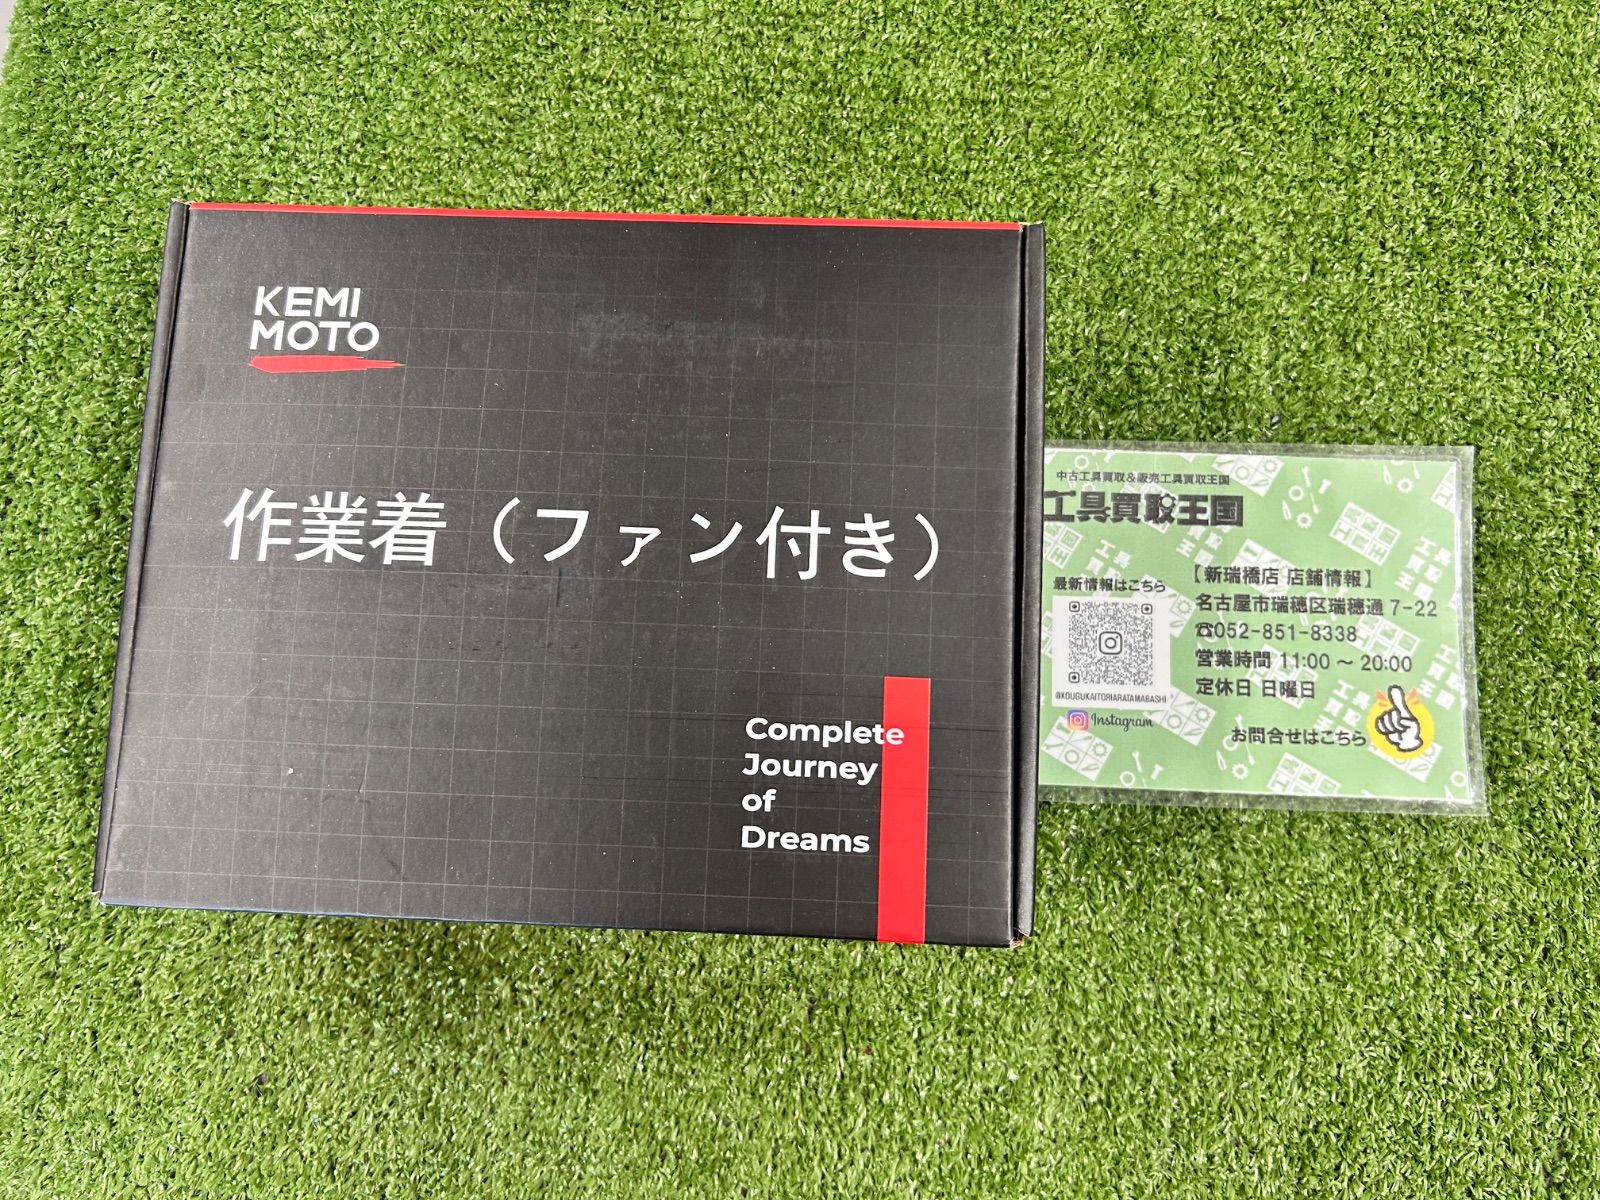 KEMI
MOTO
作業着（ファン付き）
Complete
Journey
of
Dreams
中古工具買取&販売工具買取王国
工具買取王国
最新情報はこちら
@KOUGUKAITORIARATAMABASHI
Instagram
【新瑞橋店 店舗情報】
名古屋市瑞穂区瑞穂通 7-22
☎052-851-8338
営業時間 11:00 ～ 20:00
定休日 日曜日
お問合せはこちら